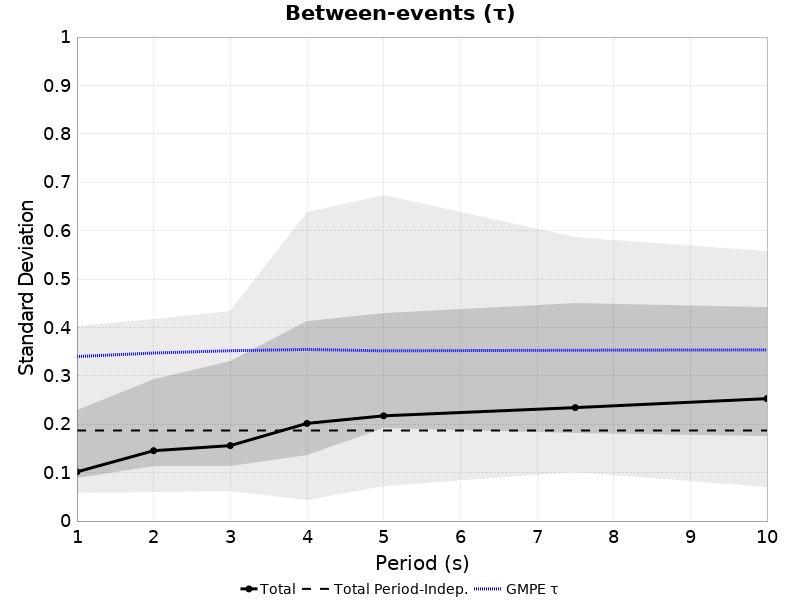 Between-events (τ)
Standard Deviation
1
0.9
0.8
0.7
0.6
0.5
0.4
0.3
0.2
0.1
0
1 2 3 4 5 6 7 8 9 10
Period (s)
Total Total Period-Indep. GMPE τ